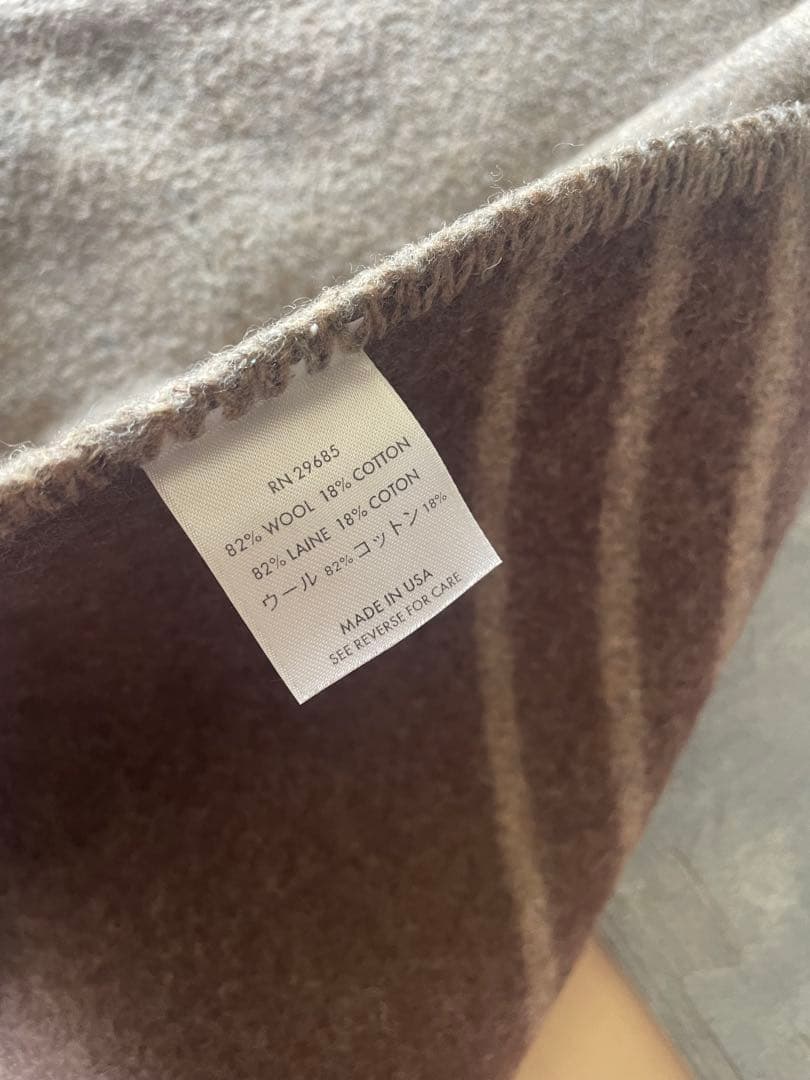 RN 29685
82% WOOL 18% COTTON
82% LAINE 18% COTON
ウール 82% コットン 18%
MADE IN USA
SEE REVERSE FOR CARE